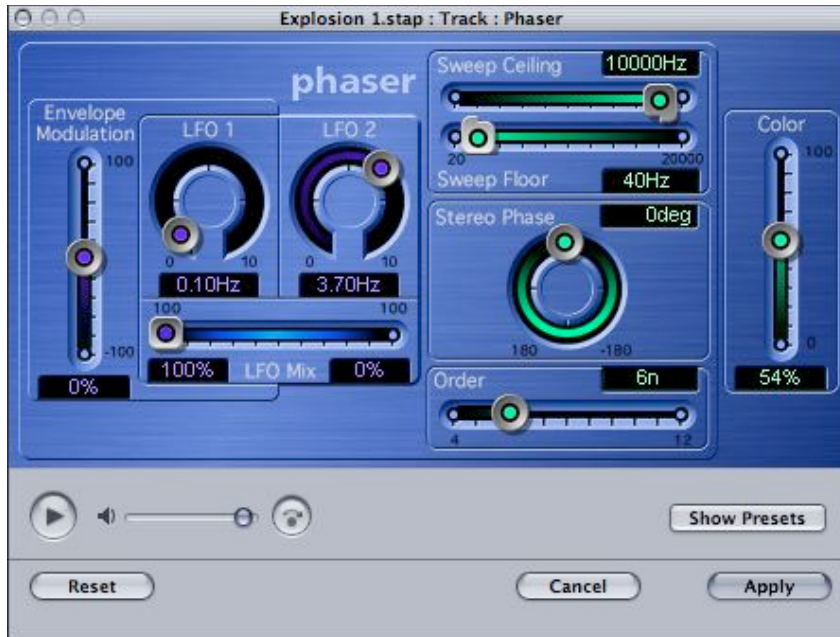 Explosion 1.stap : Track : Phaser
phaser
Envelope
Modulation
100
-100
0%
LFO 1
0 10
0.10Hz
LFO 2
0 10
3.70Hz
100 100
100% LFO Mix 0%
Sweep Ceiling 10000Hz
20 20000
Sweep Floor 40Hz
Stereo Phase 0deg
180 -180
Order 6n
4 12
Color
100
0
54%
Show Presets
Reset Cancel Apply